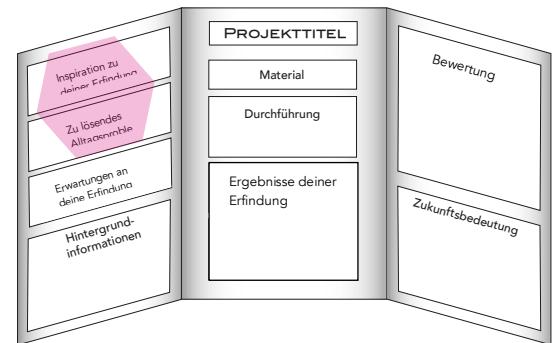 Inspiration zu
deiner Erfindung
Zu lösendes
Alltagsproble
Erwartungen an
deine Erfindung
Hintergrund-
informationen
PROJEKTTITEL
Material
Durchführung
Ergebnisse deiner
Erfindung
Bewertung
Zukunftsbedeutung